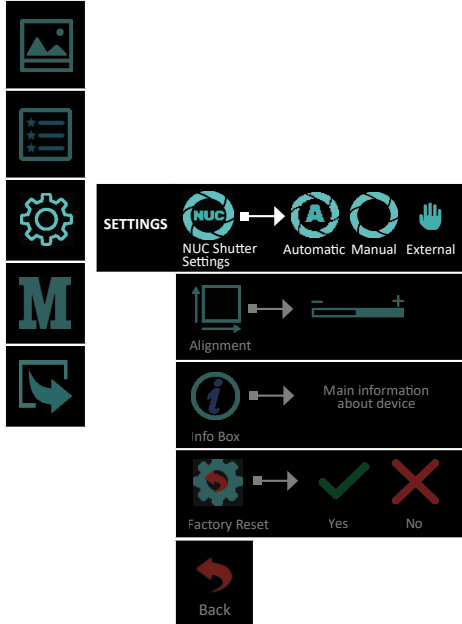 M
SETTINGS
NUC
A
NUC Shutter
Settings
Automatic
Manual
External
Alignment
− +
i
Info Box
Main information
about device
Factory Reset
Yes
No
Back